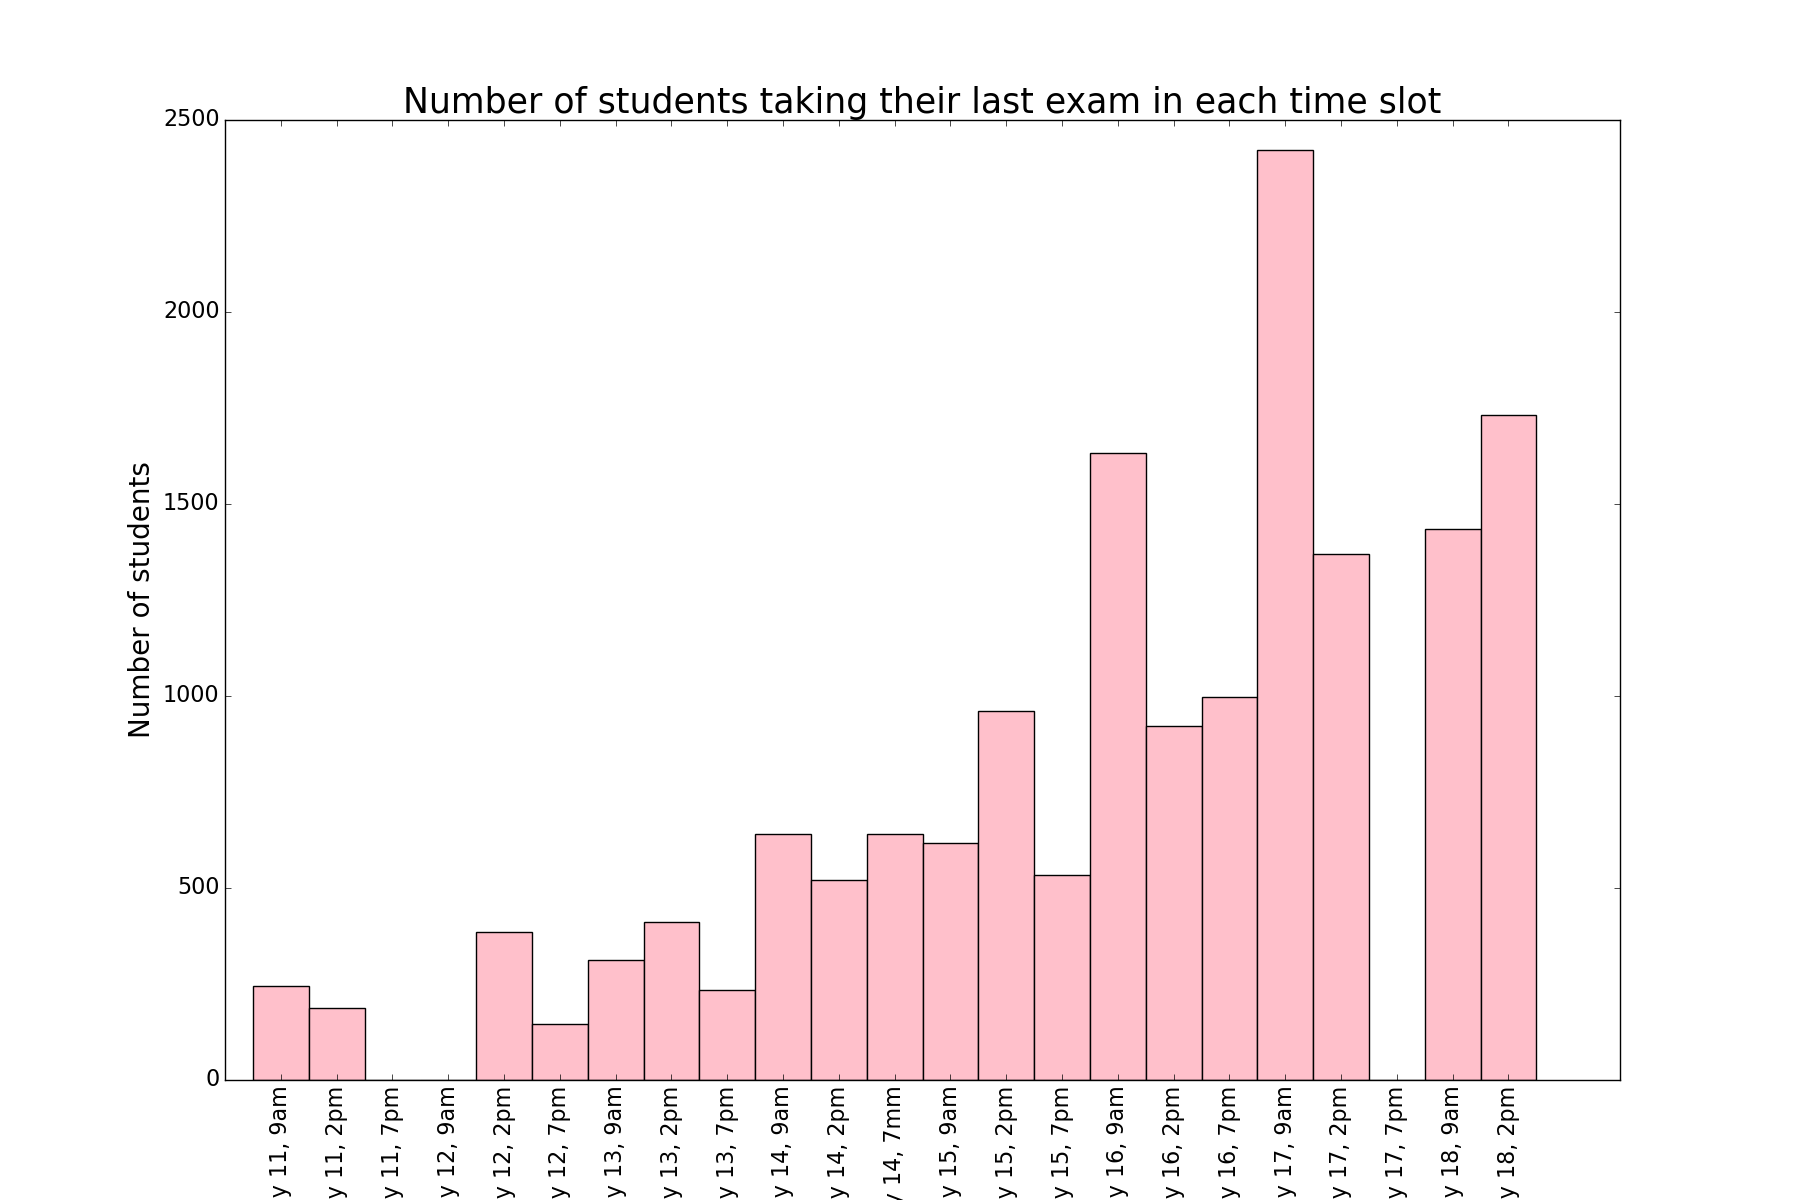 Number of students taking their last exam in each time slot
Number of students
2500
2000
1500
1000
500
0
y 11, 9am
y 11, 2pm
y 11, 7pm
y 12, 9am
y 12, 2pm
y 12, 7pm
y 13, 9am
y 13, 2pm
y 13, 7pm
y 14, 9am
y 14, 2pm
y 14, 7mm
y 15, 9am
y 15, 2pm
y 15, 7pm
y 16, 9am
y 16, 2pm
y 16, 7pm
y 17, 9am
y 17, 2pm
y 17, 7pm
y 18, 9am
y 18, 2pm